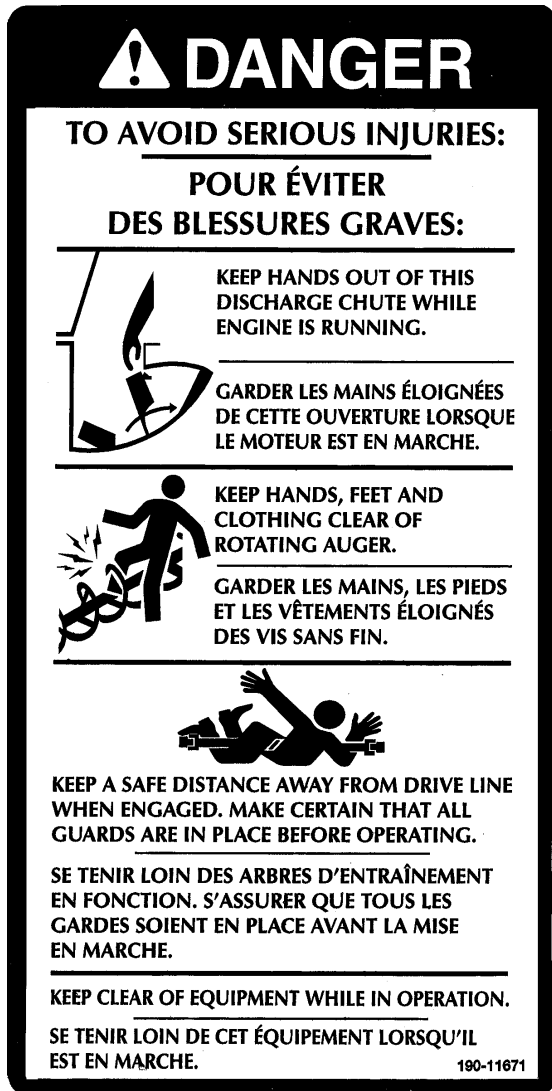 DANGER
TO AVOID SERIOUS INJURIES:
POUR ÉVITER
DES BLESSURES GRAVES:
KEEP HANDS OUT OF THIS
DISCHARGE CHUTE WHILE
ENGINE IS RUNNING.
GARDER LES MAINS ÉLOIGNÉES
DE CETTE OUVERTURE LORSQUE
LE MOTEUR EST EN MARCHE.
KEEP HANDS, FEET AND
CLOTHING CLEAR OF
ROTATING AUGER.
GARDER LES MAINS, LES PIEDS
ET LES VÊTEMENTS ÉLOIGNÉS
DES VIS SANS FIN.
KEEP A SAFE DISTANCE AWAY FROM DRIVE LINE
WHEN ENGAGED. MAKE CERTAIN THAT ALL
GUARDS ARE IN PLACE BEFORE OPERATING.
SE TENIR LOIN DES ARBRES D'ENTRAÎNEMENT
EN FONCTION. S'ASSURER QUE TOUS LES
GARDES SOIENT EN PLACE AVANT LA MISE
EN MARCHE.
KEEP CLEAR OF EQUIPMENT WHILE IN OPERATION.
SE TENIR LOIN DE CET ÉQUIPEMENT LORSQU'IL
EST EN MARCHE.
190-11671